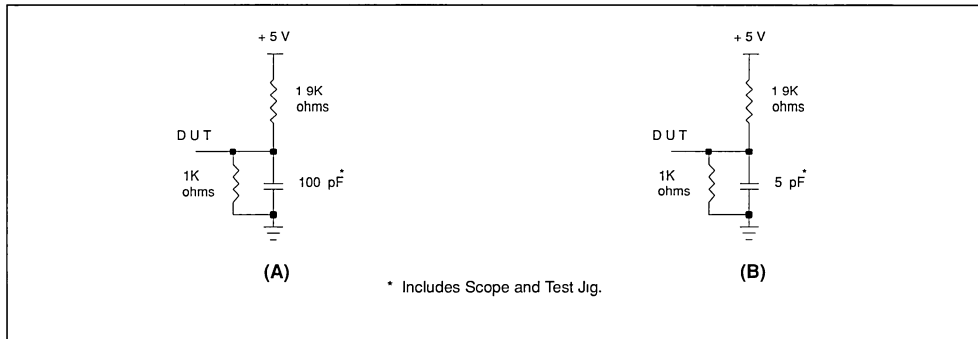 + 5 V
1 9K
ohms
D U T
1K
ohms
100 pF*
(A)
+ 5 V
1 9K
ohms
D U T
1K
ohms
5 pF*
(B)
* Includes Scope and Test Jıg.